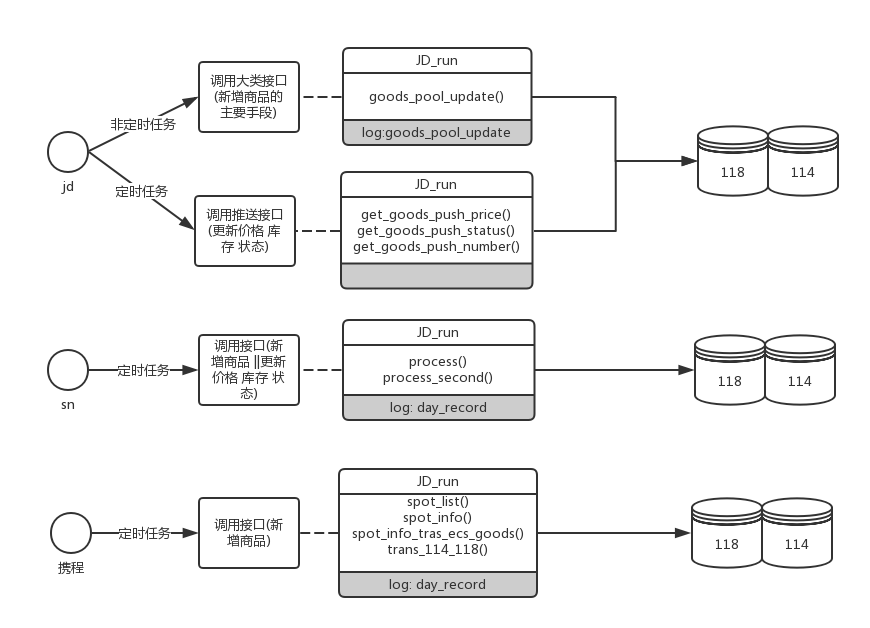 JD_run
调用大类接口
(新增商品的
主要手段)
goods_pool_update()
log:goods_pool_update
非定时任务
jd
定时任务
118
114
JD_run
调用推送接口
(更新价格 库
存 状态)
get_goods_push_price()
get_goods_push_status()
get_goods_push_number()
JD_run
调用接口(新
增商品 ||更新
价格 库存 状
态)
process()
process_second()
log: day_record
定时任务
sn
118
114
JD_run
spot_list()
spot_info()
spot_info_tras_ecs_goods()
trans_114_118()
log: day_record
调用接口(新
增商品)
定时任务
携程
118
114